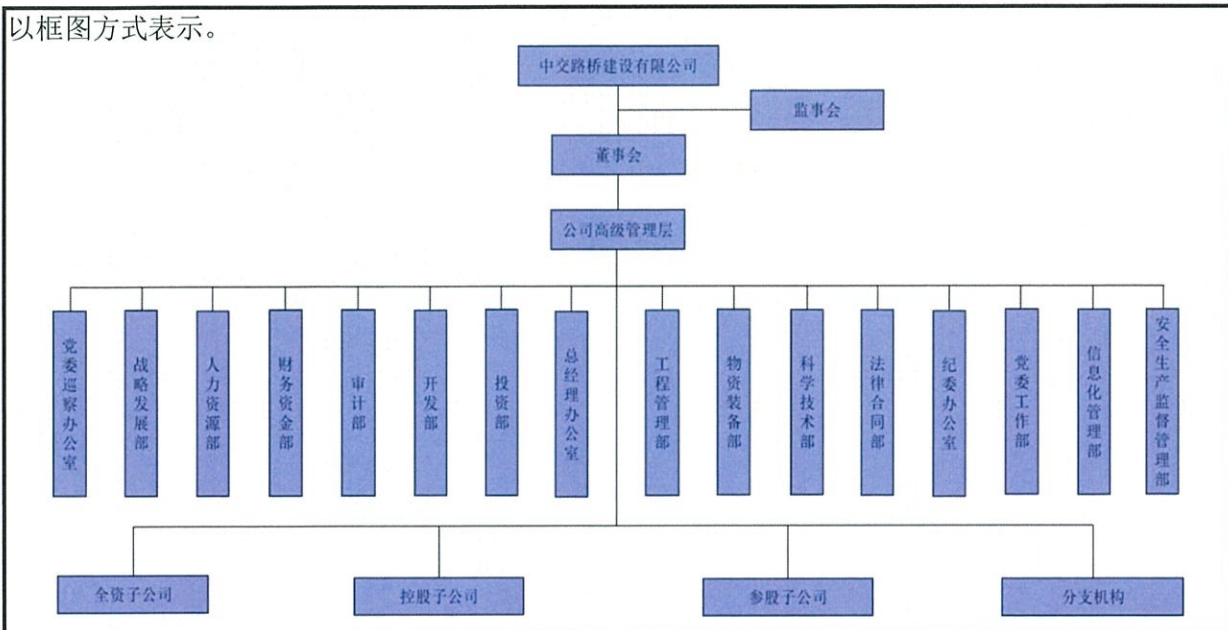 以框图方式表示。
中交路桥建设有限公司
监事会
董事会
公司高级管理层
党委巡察办公室
战略发展部
人力资源部
财务资金部
审计部
开发部
投资部
总经理办公室
工程管理部
物资装备部
科学技术部
法律合同部
纪委办公室
党委工作部
信息化管理部
安全生产监督管理部
全资子公司
控股子公司
参股子公司
分支机构